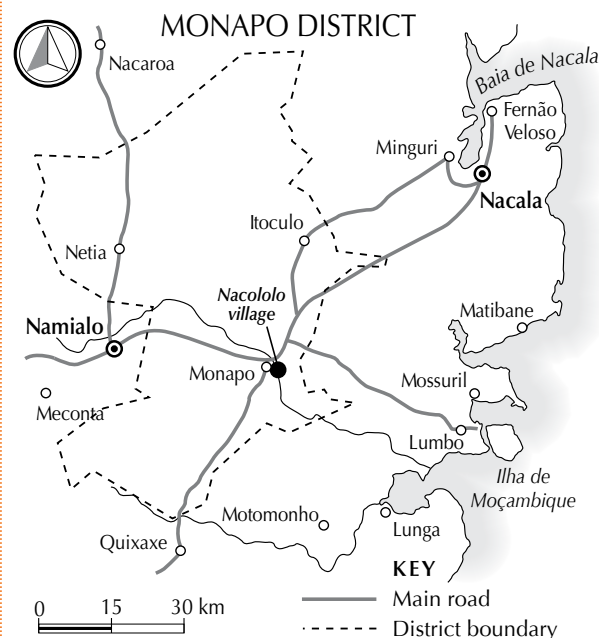 MONAPO DISTRICT
Nacaroa
Baia de Nacala
Fernão
Veloso
Minguri
Nacala
Itoculo
Netia
Nacololo
village
Namialo
Matibane
Monapo
Mossuril
Meconta
Lumbo
Ilha de
Moçambique
Motomonho
Lunga
Quixaxe
KEY
Main road
District boundary
0 15 30 km